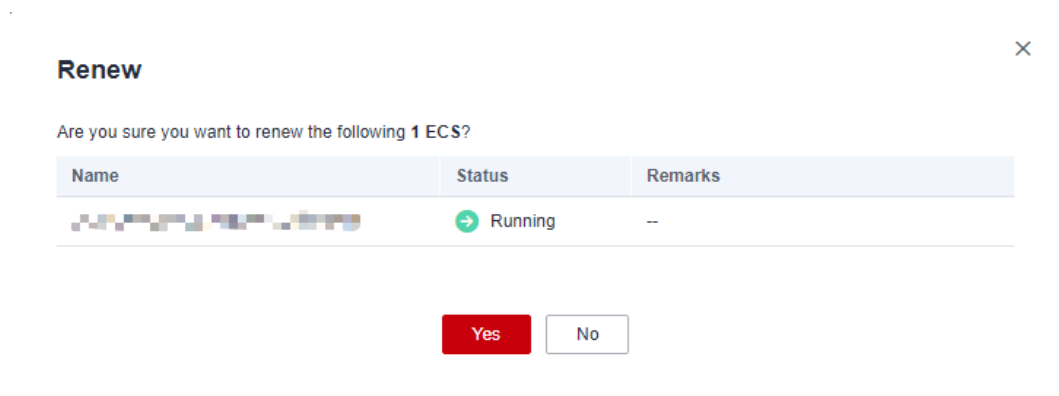 Renew
Are you sure you want to renew the following 1 ECS?
Name Status Remarks
Running --
Yes No